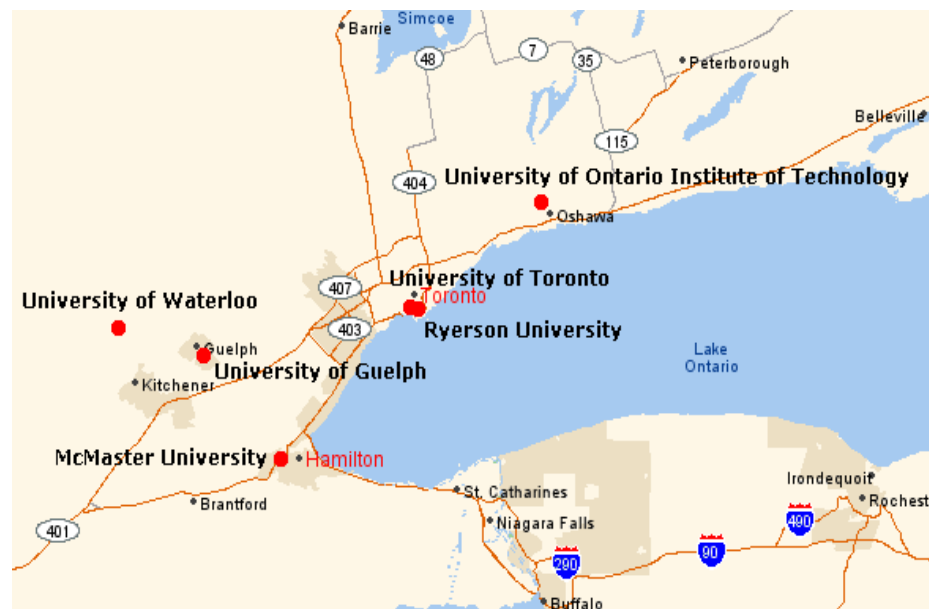 Simcoe
Barrie
48
7
35
Peterborough
Belleville
115
404
University of Ontario Institute of Technology
Oshawa
University of Toronto
407
Toronto
University of Waterloo
403
Ryerson University
Guelph
Lake
Ontario
University of Guelph
Kitchener
McMaster University
Hamilton
Irondequoit
St. Catharines
Rochest
Brantford
Niagara Falls
490
401
90
290
Buffalo